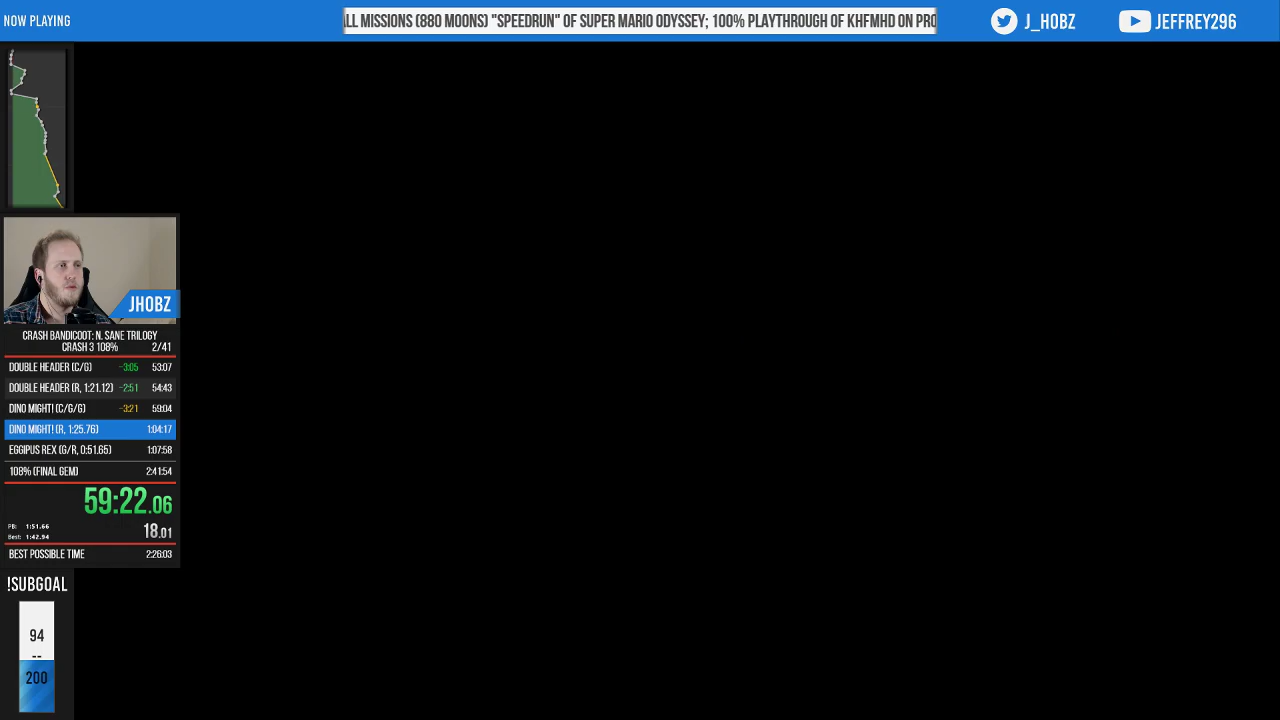 NOW PLAYING
LL MISSIONS (880 MOONS) "SPEEDRUN" OF SUPER MARIO ODYSSEY; 100% PLAYTHROUGH OF KHFMHD ON PRO
J_HOBZ
JEFFREY296
JHOBZ
CRASH BANDICOOT: N. SANE TRILOGY
CRASH 3 108% 2/41
DOUBLE HEADER (C/G) -3:05 53:07
DOUBLE HEADER (R, 1:21.12) -2:51 54:43
DINO MIGHT! (C/G/G) -3:21 59:04
DINO MIGHT! (R, 1:25.76) 1:04:17
EGGIPUS REX (G/R, 0:51.65) 1:07:58
108% (FINAL GEM) 2:41:54
59:22.06
PB: 1:51.66
Best: 1:42.94
18.01
BEST POSSIBLE TIME 2:26:03
!SUBGOAL
94
--
200